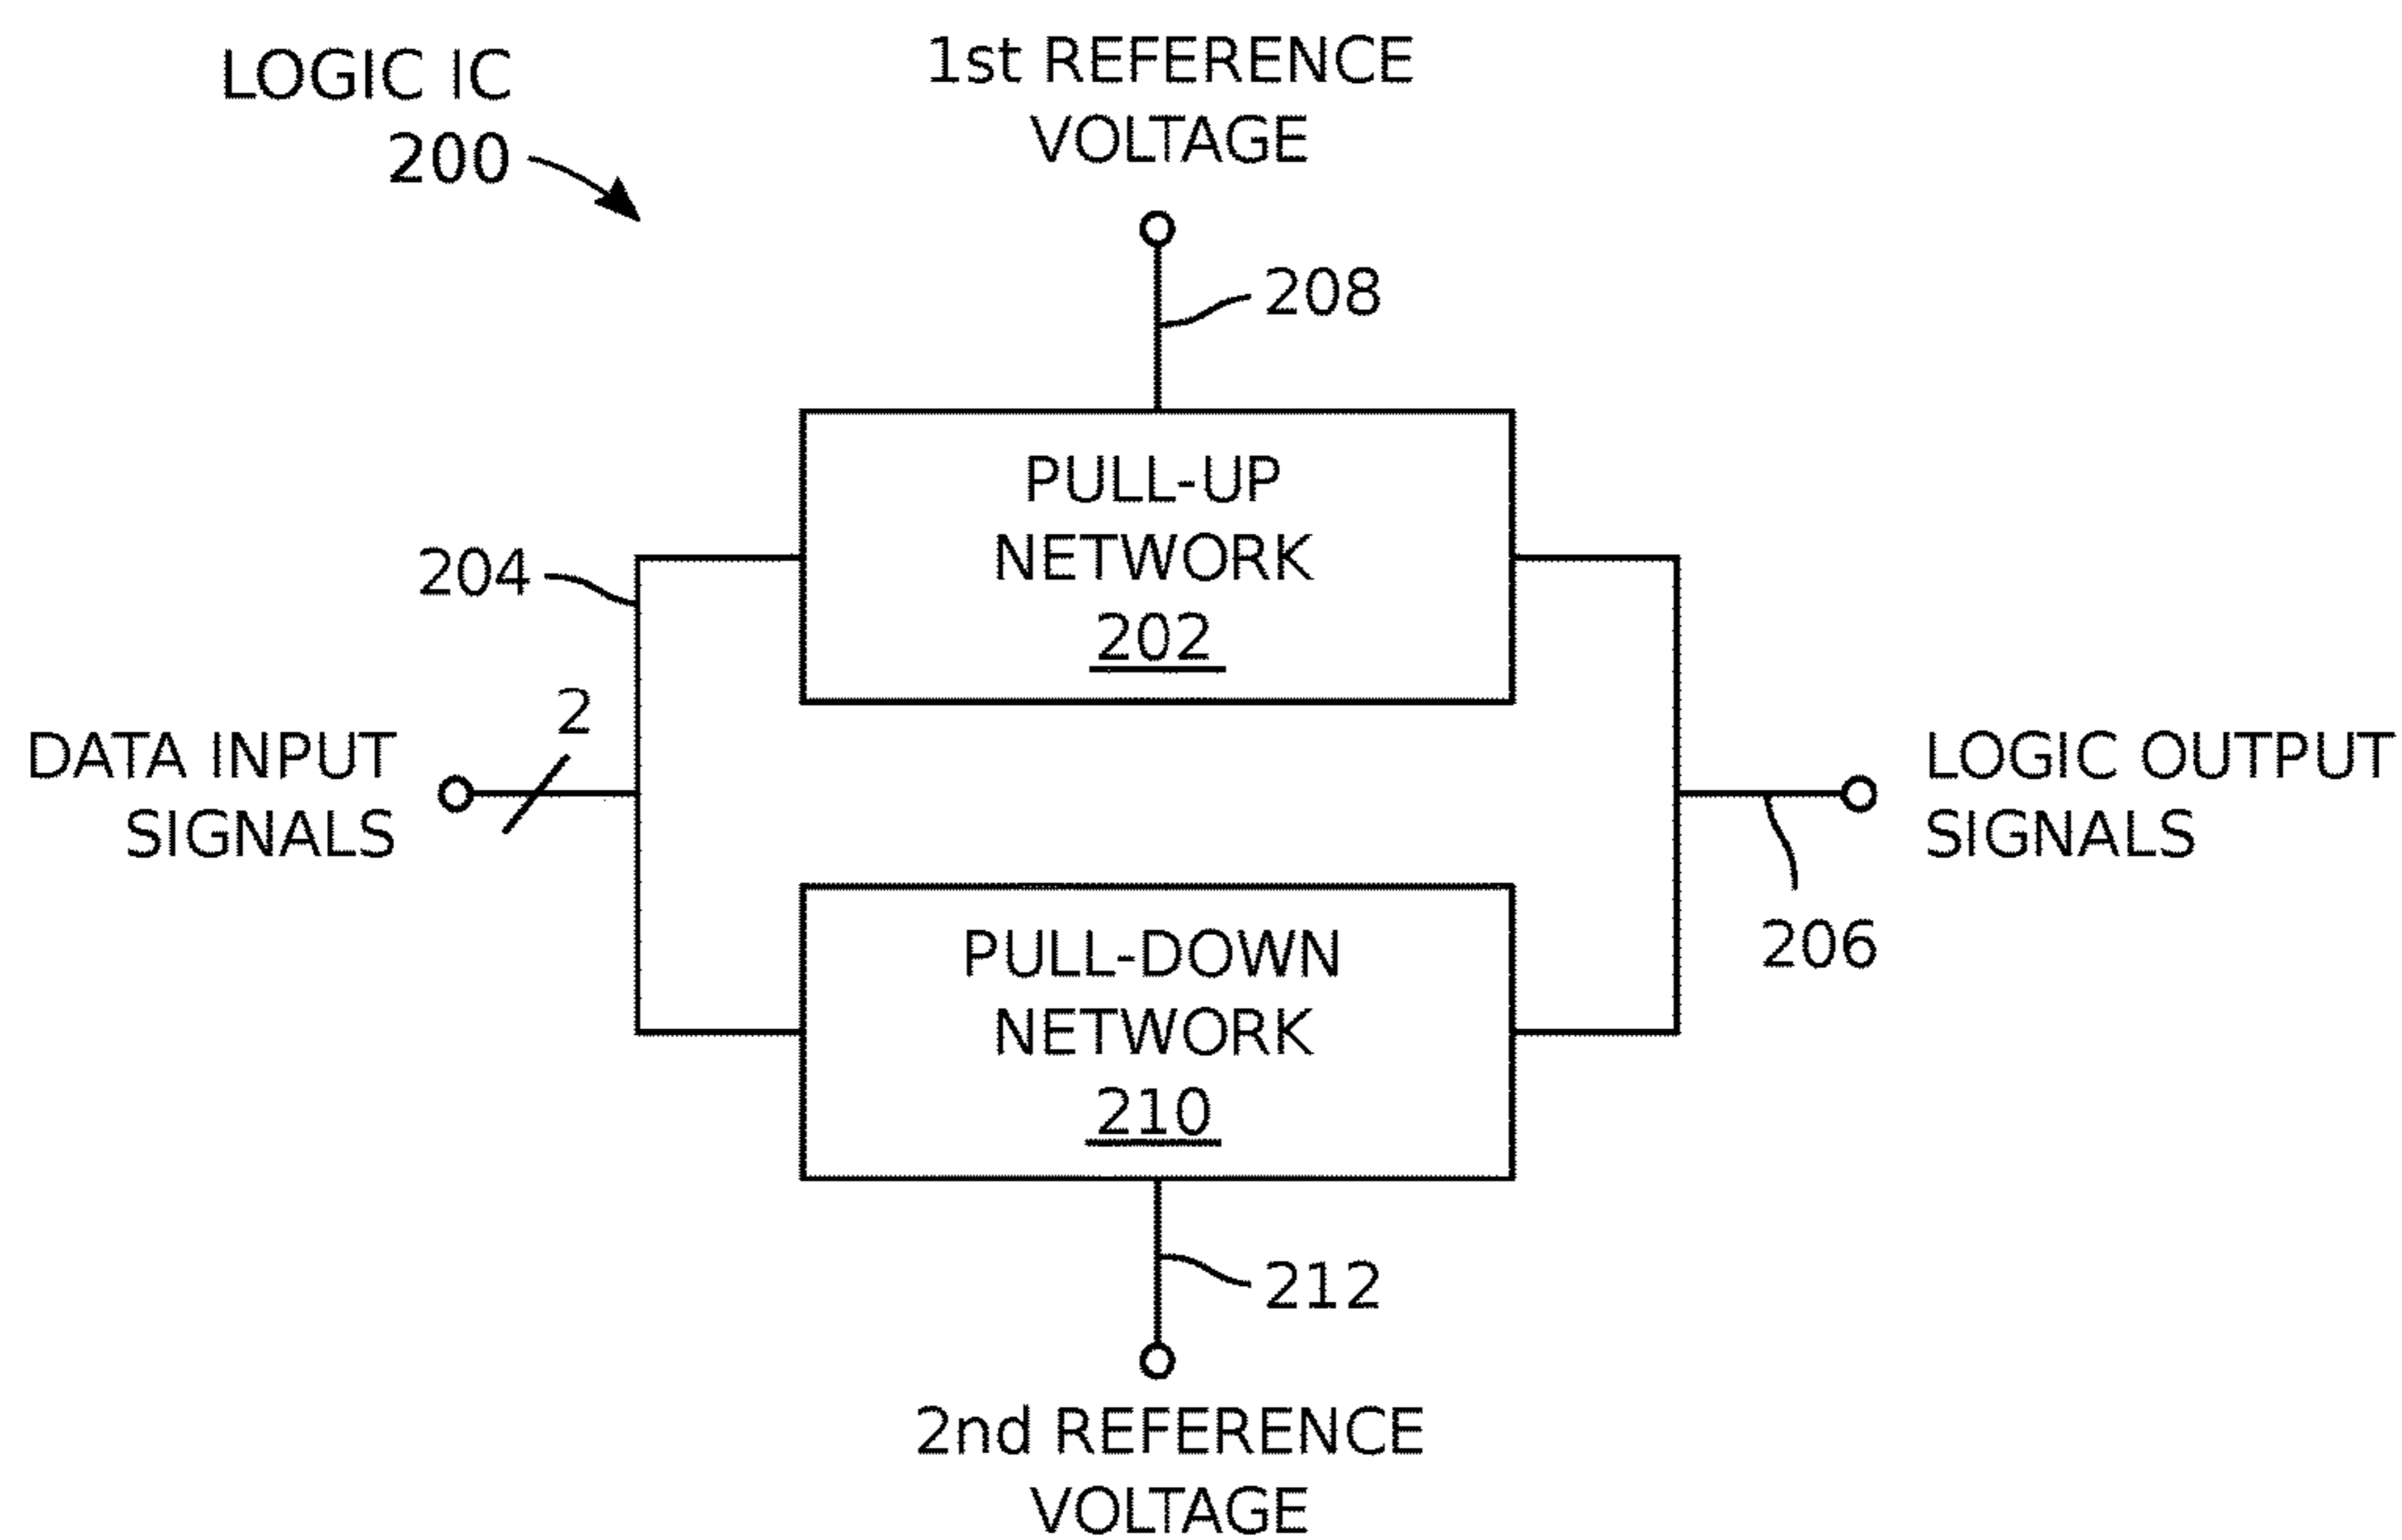 LOGIC IC
200
1st REFERENCE
VOLTAGE
208
PULL-UP
NETWORK
202
204
2
DATA INPUT
SIGNALS
LOGIC OUTPUT
SIGNALS
206
PULL-DOWN
NETWORK
210
212
2nd REFERENCE
VOLTAGE